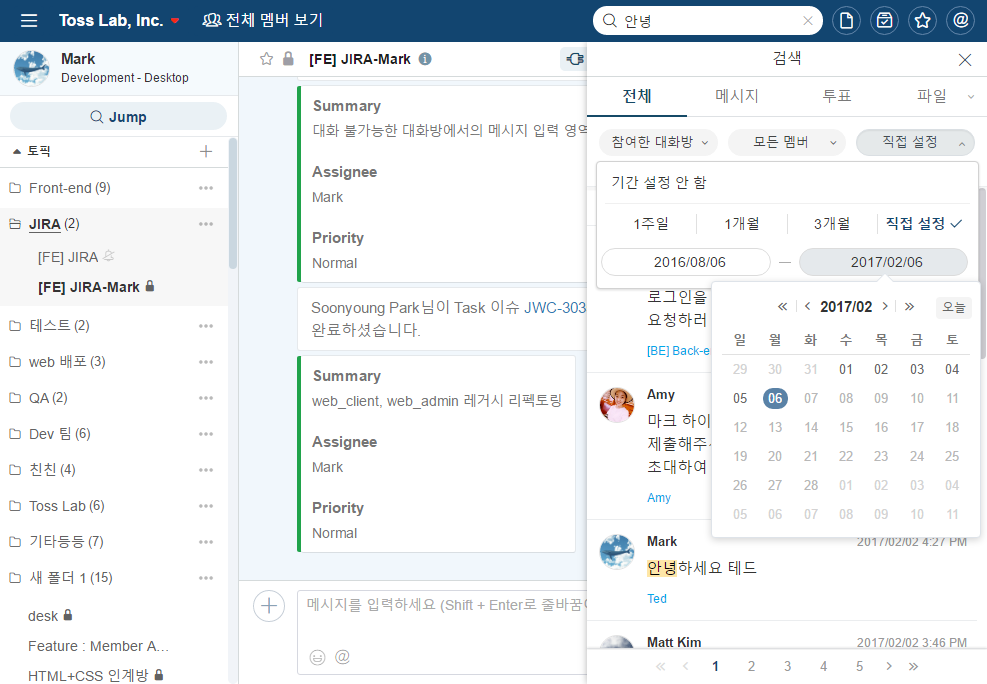 Toss Lab, Inc.
전체 멤버 보기
안녕
@
Mark
Development - Desktop
Jump
토픽
Front-end (9)
JIRA (2)
[FE] JIRA
[FE] JIRA-Mark
테스트 (2)
web 배포 (3)
QA (2)
Dev 팀 (6)
친친 (4)
Toss Lab (6)
기타등등 (7)
새 폴더 1 (15)
desk
Feature : Member A...
HTML+CSS 인계방
[FE] JIRA-Mark
Summary
대화 불가능한 대화방에서의 메시지 입력 영역
Assignee
Mark
Priority
Normal
Soonyoung Park님이 Task 이슈 JWC-303
완료하셨습니다.
Summary
web_client, web_admin 레거시 리펙토링
Assignee
Mark
Priority
Normal
메시지를 입력하세요 (Shift + Enter로 줄바꿈이
@
검색
전체 메시지 투표 파일
참여한 대화방 모든 멤버 직접 설정
기간 설정 안 함
1주일 1개월 3개월 직접 설정
2016/08/06 — 2017/02/06
« < 2017/02 > » 오늘
일 월 화 수 목 금 토
29 30 31 01 02 03 04
05 06 07 08 09 10 11
12 13 14 15 16 17 18
19 20 21 22 23 24 25
26 27 28 01 02 03 04
05 06 07 08 09 10 11
로그인을
요청하러
[BE] Back-e
Amy
마크 하이
제출해주
초대하여
Amy
Mark 2017/02/02 4:27 PM
안녕하세요 테드
Ted
Matt Kim 2017/02/02 3:46 PM
« < 1 2 3 4 5 > »